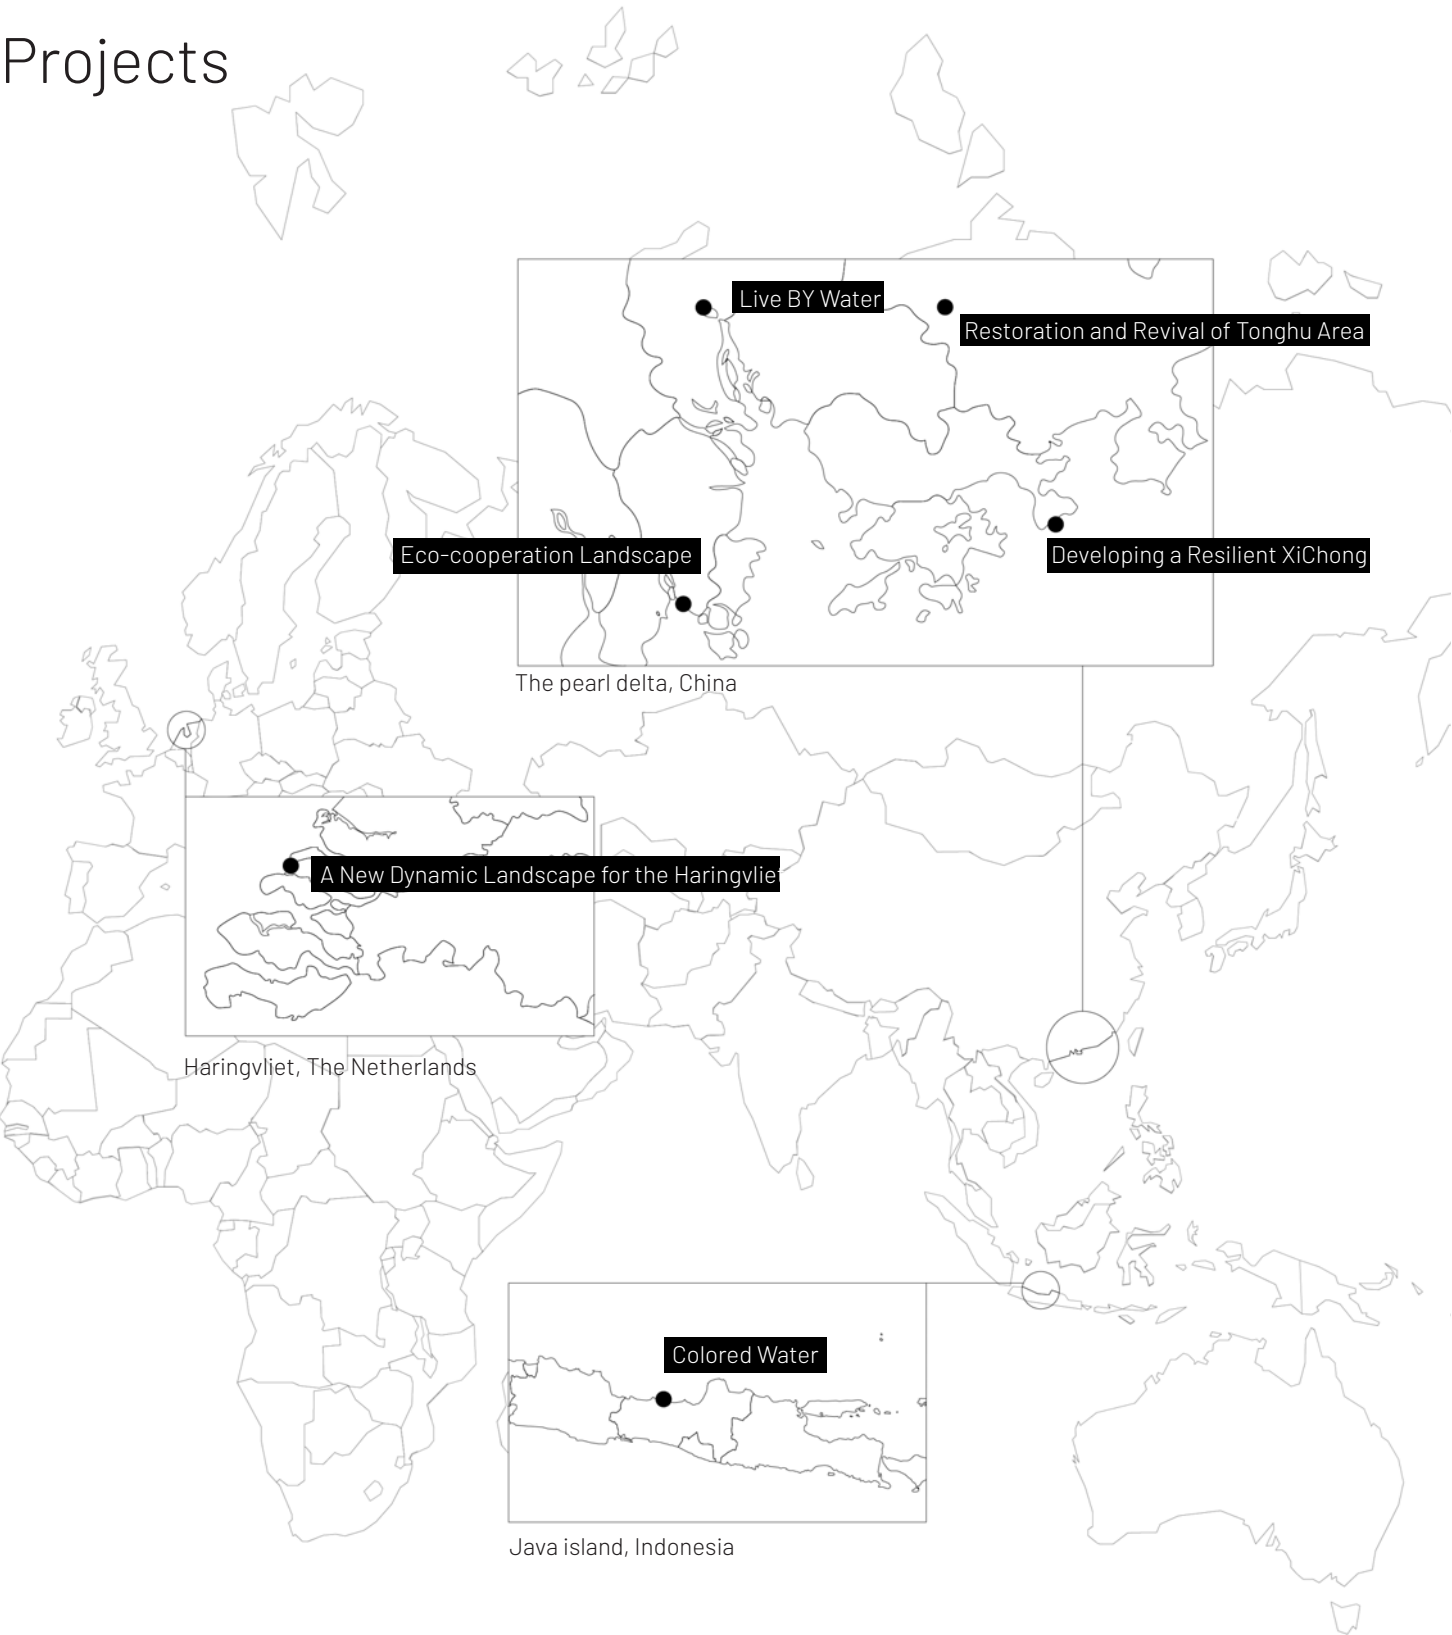 Projects
Live BY Water
Restoration and Revival of Tonghu Area
Eco-cooperation Landscape
Developing a Resilient XiChong
The pearl delta, China
A New Dynamic Landscape for the Haringvliet
Haringvliet, The Netherlands
Colored Water
Java island, Indonesia